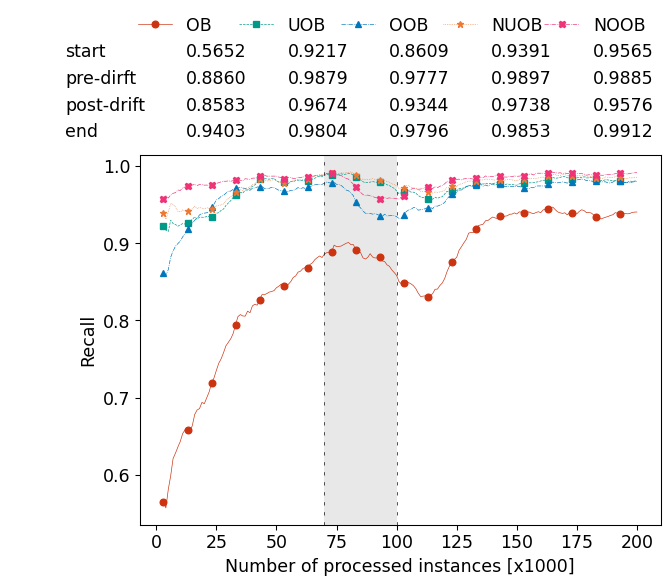 OB UOB OOB NUOB NOOB
start 0.5652 0.9217 0.8609 0.9391 0.9565
pre-dirft 0.8860 0.9879 0.9777 0.9897 0.9885
post-drift 0.8583 0.9674 0.9344 0.9738 0.9576
end 0.9403 0.9804 0.9796 0.9853 0.9912
1.0
0.9
0.8
0.7
0.6
Recall
0 25 50 75 100 125 150 175 200
Number of processed instances [x1000]